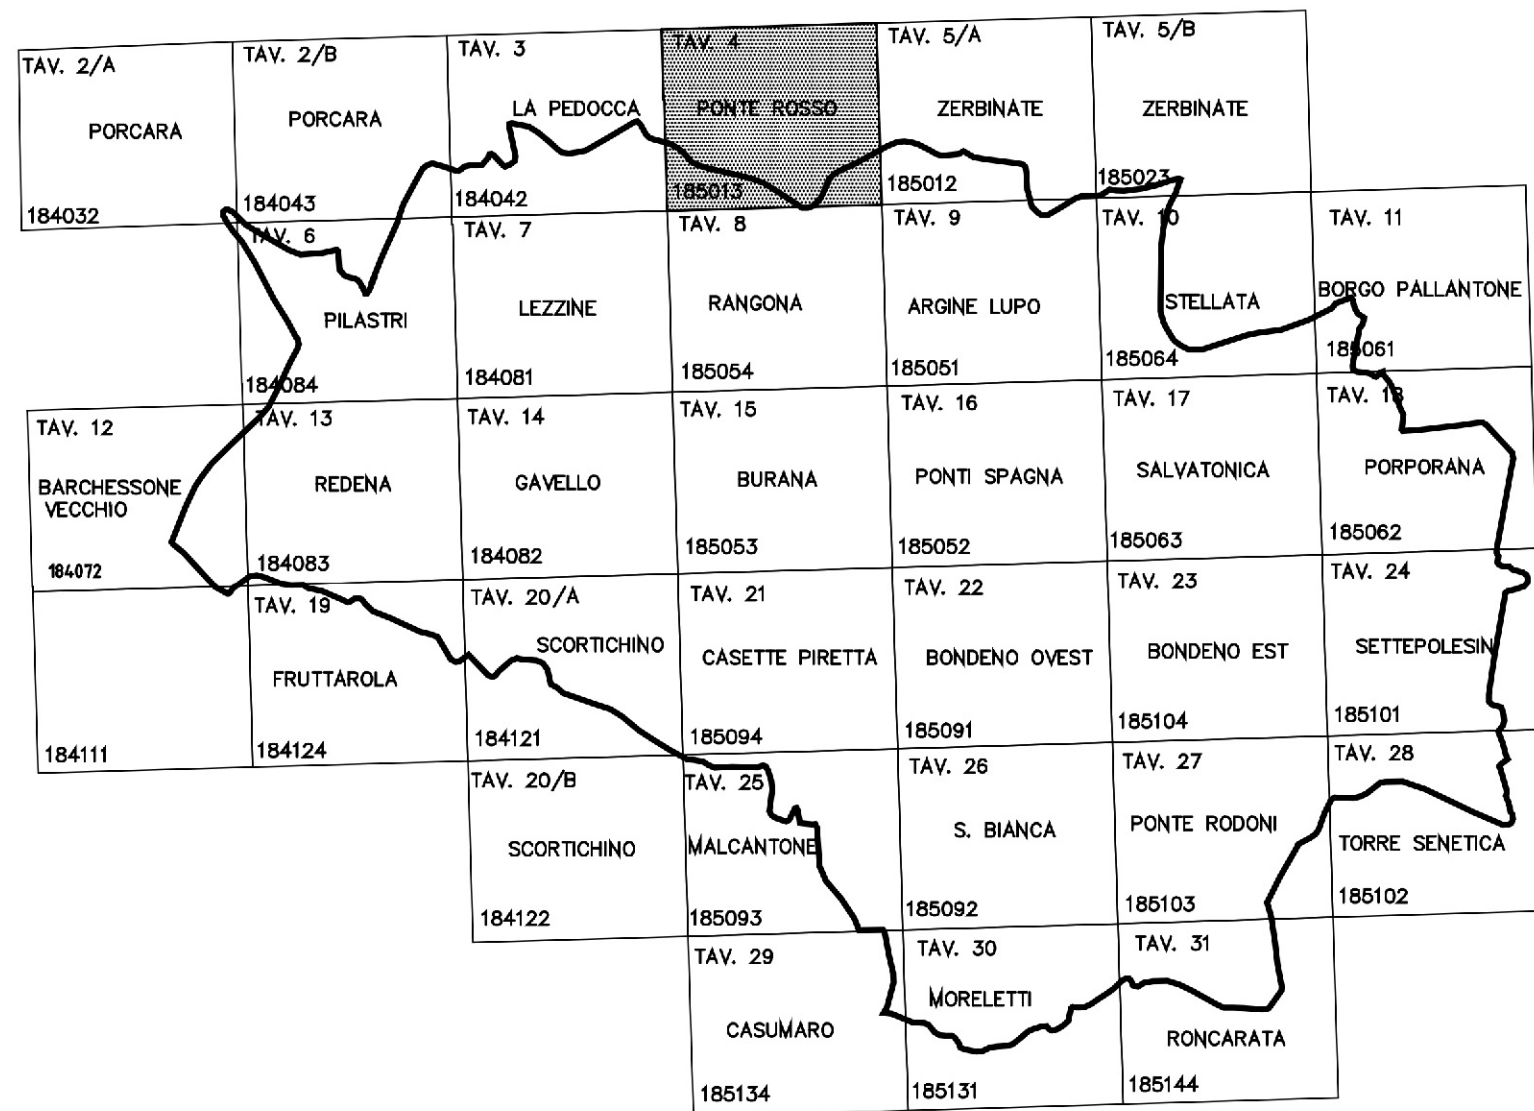 TAV. 2/A
PORCARA
184032
TAV. 2/B
PORCARA
184043
TAV. 3
LA PEDOCCA
184042
TAV. 4
PONTE ROSSO
185013
TAV. 5/A
ZERBINATE
185012
TAV. 5/B
ZERBINATE
185023
TAV. 6
PILASTRI
184084
TAV. 7
LEZZINE
184081
TAV. 8
RANGONA
185054
TAV. 9
ARGINE LUPO
185051
TAV. 10
STELLATA
185064
TAV. 11
BORGO PALLANTONE
185061
TAV. 12
BARCHESSONE
VECCHIO
184072
TAV. 13
REDENA
184083
TAV. 14
GAVELLO
184082
TAV. 15
BURANA
185053
TAV. 16
PONTI SPAGNA
185052
TAV. 17
SALVATONICA
185063
TAV. 18
PORPORANA
185062
184111
TAV. 19
FRUTTAROLA
184124
TAV. 20/A
SCORTICHINO
184121
TAV. 21
CASETTE PIRETTA
185094
TAV. 22
BONDENO OVEST
185091
TAV. 23
BONDENO EST
185104
TAV. 24
SETTEPOLESIN
185101
TAV. 20/B
SCORTICHINO
184122
TAV. 25
MALCANTONE
185093
TAV. 26
S. BIANCA
185092
TAV. 27
PONTE RODONI
185103
TAV. 28
TORRE SENETICA
185102
TAV. 29
CASUMARO
185134
TAV. 30
MORELETTI
185131
TAV. 31
RONCARATA
185144